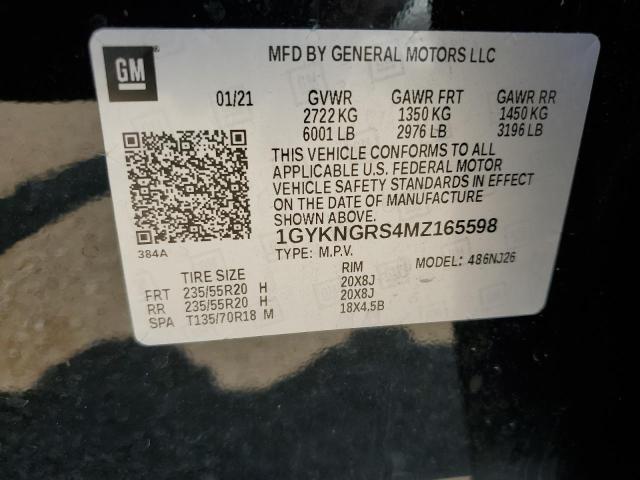 GM
MFD BY GENERAL MOTORS LLC
01/21 GVWR GAWR FRT GAWR RR
2722 KG 1350 KG 1450 KG
6001 LB 2976 LB 3196 LB
THIS VEHICLE CONFORMS TO ALL
APPLICABLE U.S. FEDERAL MOTOR
VEHICLE SAFETY STANDARDS IN EFFECT
ON THE DATE OF MANUFACTURE
SHOWN ABOVE.
1GYKNGRS4MZ165598
384A
TYPE: M.P.V. MODEL: 486NJ26
TIRE SIZE RIM
FRT 235/55R20 H 20X8J
RR 235/55R20 H 20X8J
SPA T135/70R18 M 18X4.5B